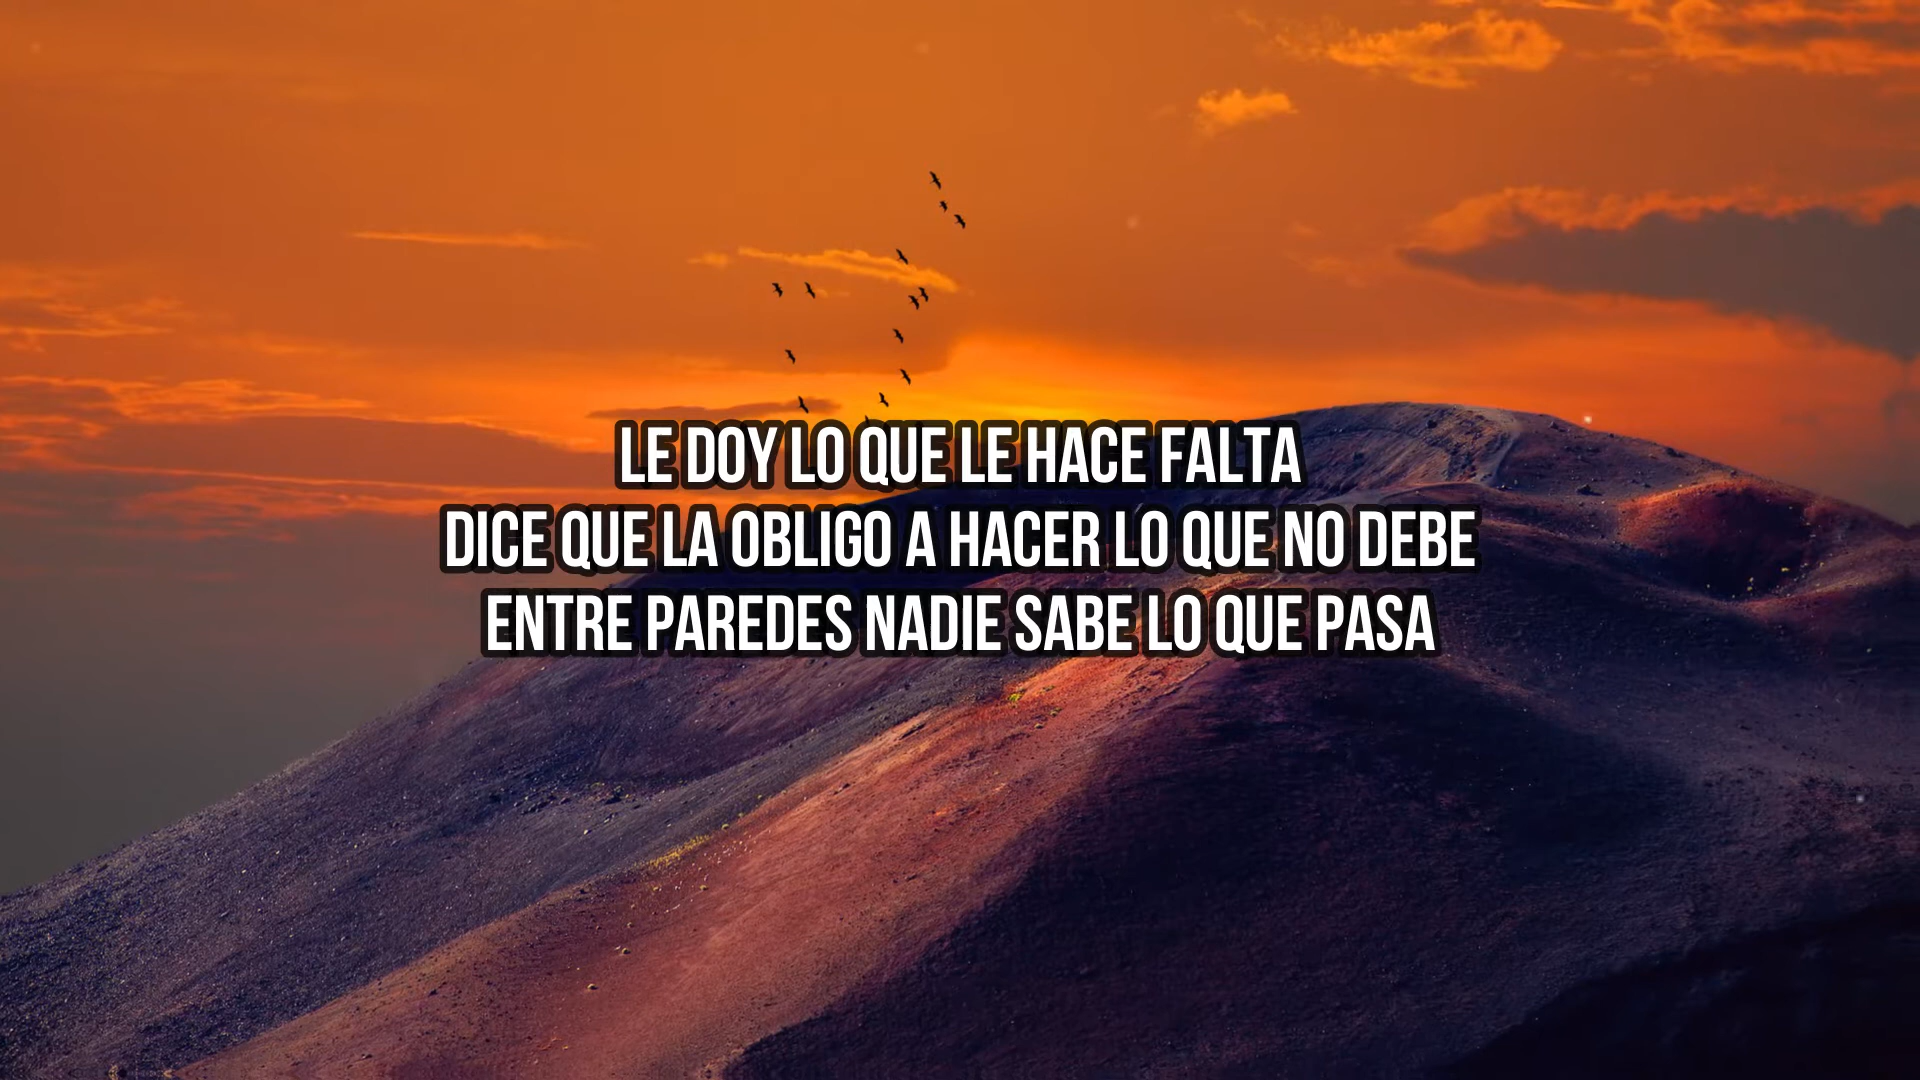 LE DOY LO QUE LE HACE FALTA
DICE QUE LA OBLIGO A HACER LO QUE NO DEBE
ENTRE PAREDES NADIE SABE LO QUE PASA